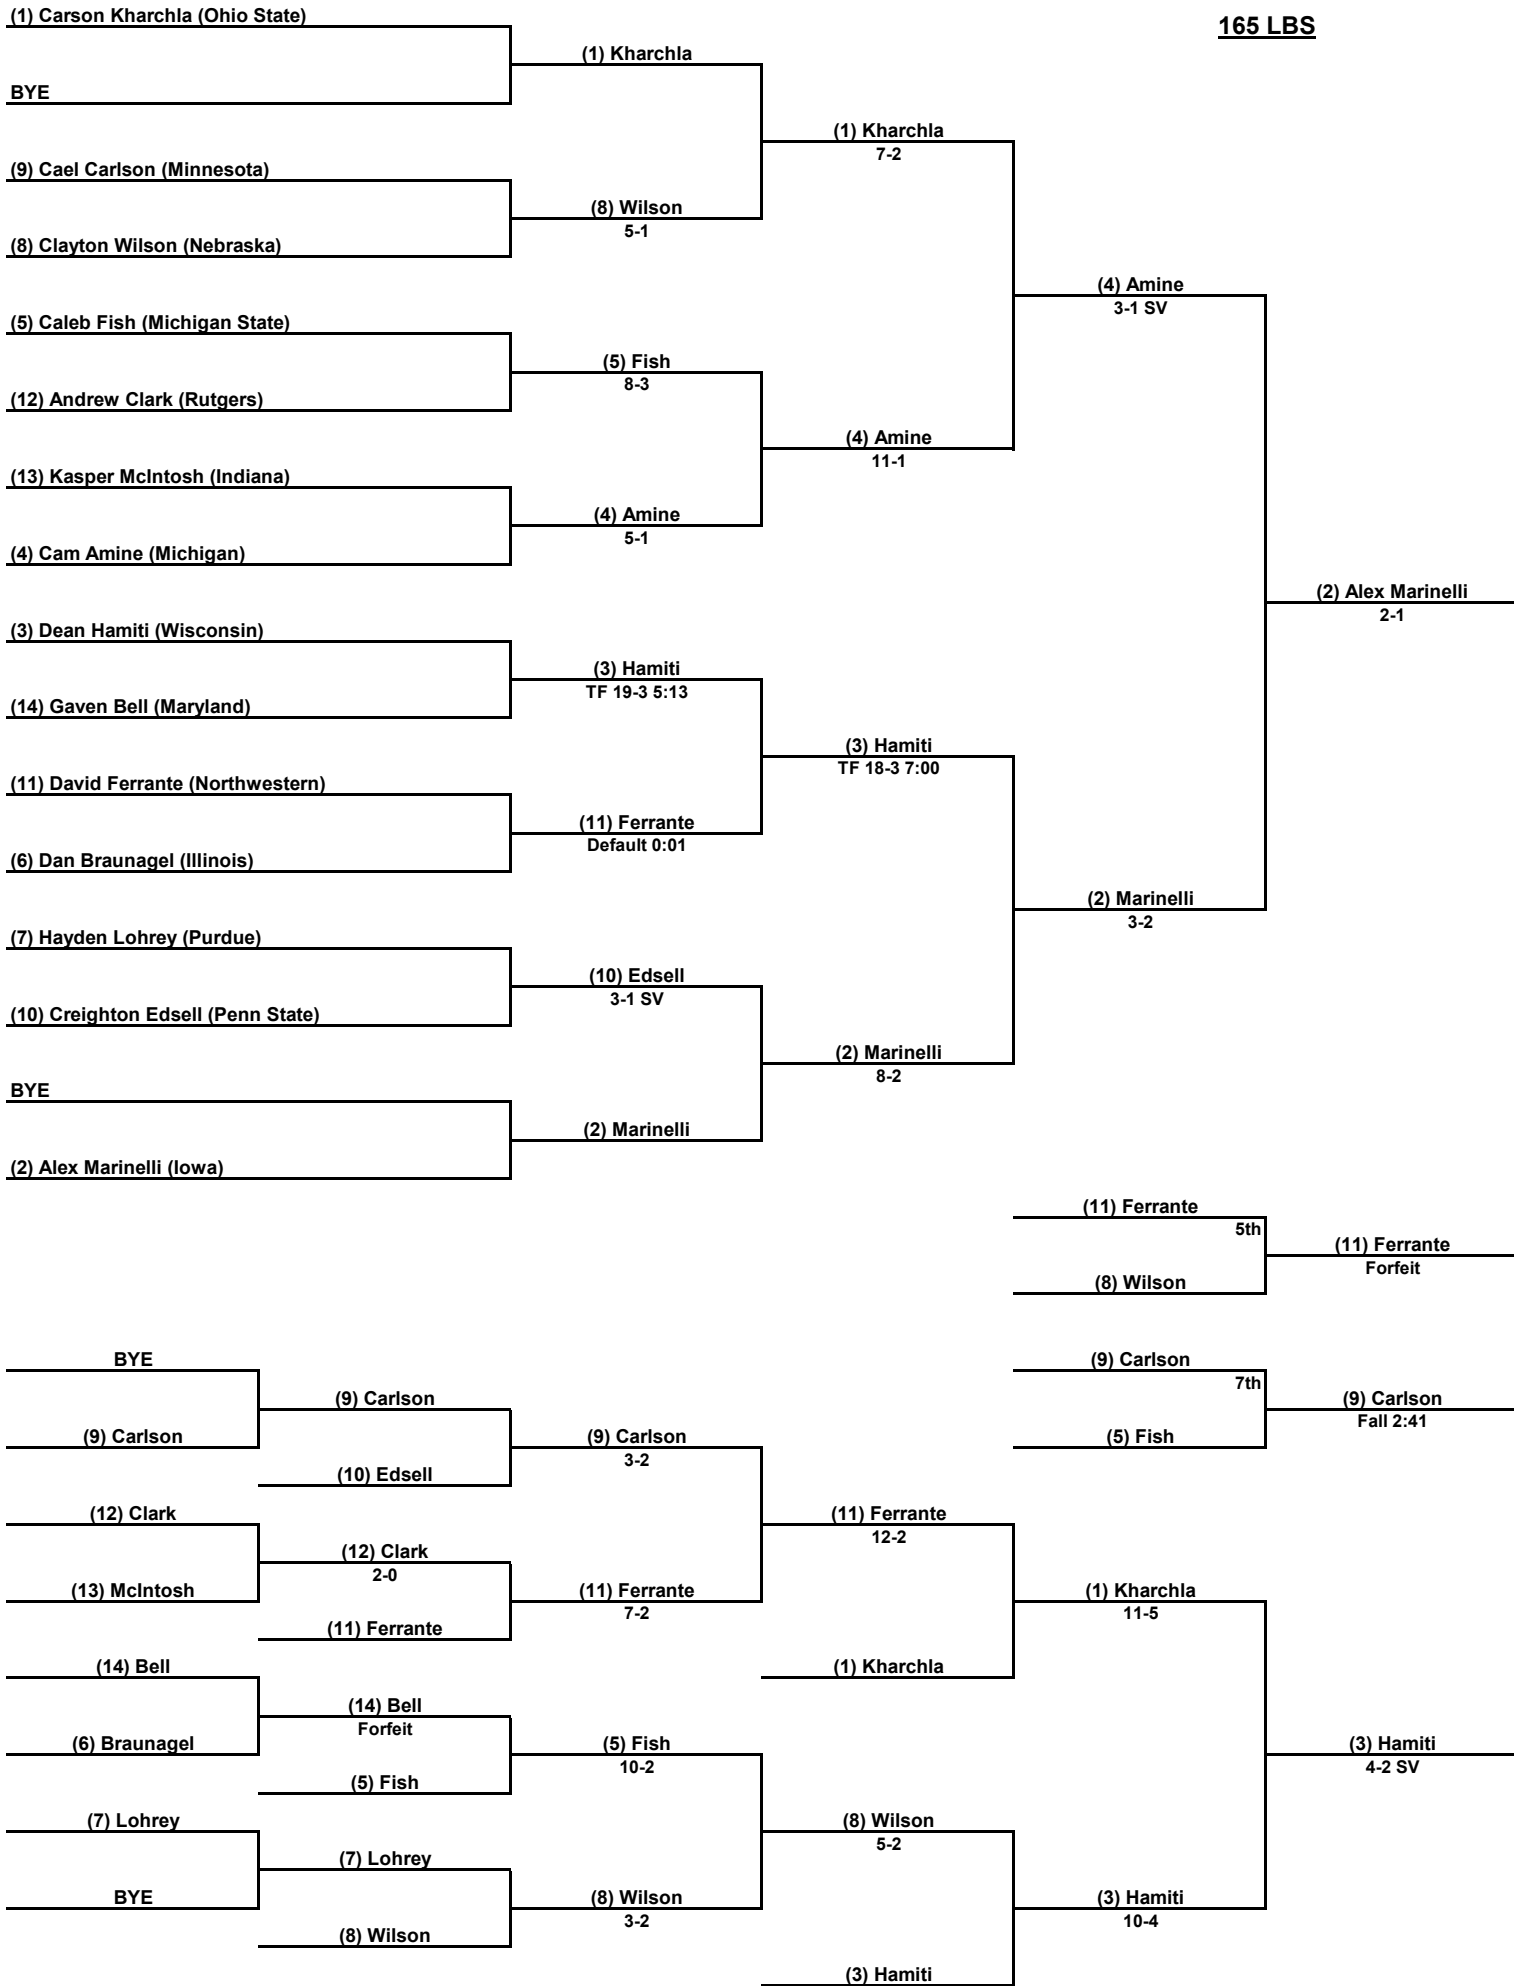 (1) Carson Kharchla (Ohio State)
165 LBS
(1) Kharchla
BYE
(1) Kharchla
7-2
(9) Cael Carlson (Minnesota)
(8) Wilson
5-1
(8) Clayton Wilson (Nebraska)
(4) Amine
3-1 SV
(5) Caleb Fish (Michigan State)
(5) Fish
8-3
(12) Andrew Clark (Rutgers)
(4) Amine
11-1
(13) Kasper McIntosh (Indiana)
(4) Amine
5-1
(4) Cam Amine (Michigan)
(2) Alex Marinelli
2-1
(3) Dean Hamiti (Wisconsin)
(3) Hamiti
TF 19-3 5:13
(14) Gaven Bell (Maryland)
(3) Hamiti
TF 18-3 7:00
(11) David Ferrante (Northwestern)
(11) Ferrante
Default 0:01
(6) Dan Braunagel (Illinois)
(2) Marinelli
3-2
(7) Hayden Lohrey (Purdue)
(10) Edsell
3-1 SV
(10) Creighton Edsell (Penn State)
(2) Marinelli
8-2
BYE
(2) Marinelli
(2) Alex Marinelli (Iowa)
(11) Ferrante
5th
(11) Ferrante
Forfeit
(8) Wilson
BYE
(9) Carlson
7th
(9) Carlson
(9) Carlson
Fall 2:41
(9) Carlson
(9) Carlson
3-2
(5) Fish
(10) Edsell
(12) Clark
(11) Ferrante
12-2
(12) Clark
2-0
(13) McIntosh
(11) Ferrante
7-2
(1) Kharchla
11-5
(11) Ferrante
(14) Bell
(1) Kharchla
(14) Bell
Forfeit
(6) Braunagel
(5) Fish
10-2
(3) Hamiti
4-2 SV
(5) Fish
(7) Lohrey
(8) Wilson
5-2
(7) Lohrey
BYE
(8) Wilson
3-2
(3) Hamiti
10-4
(8) Wilson
(3) Hamiti